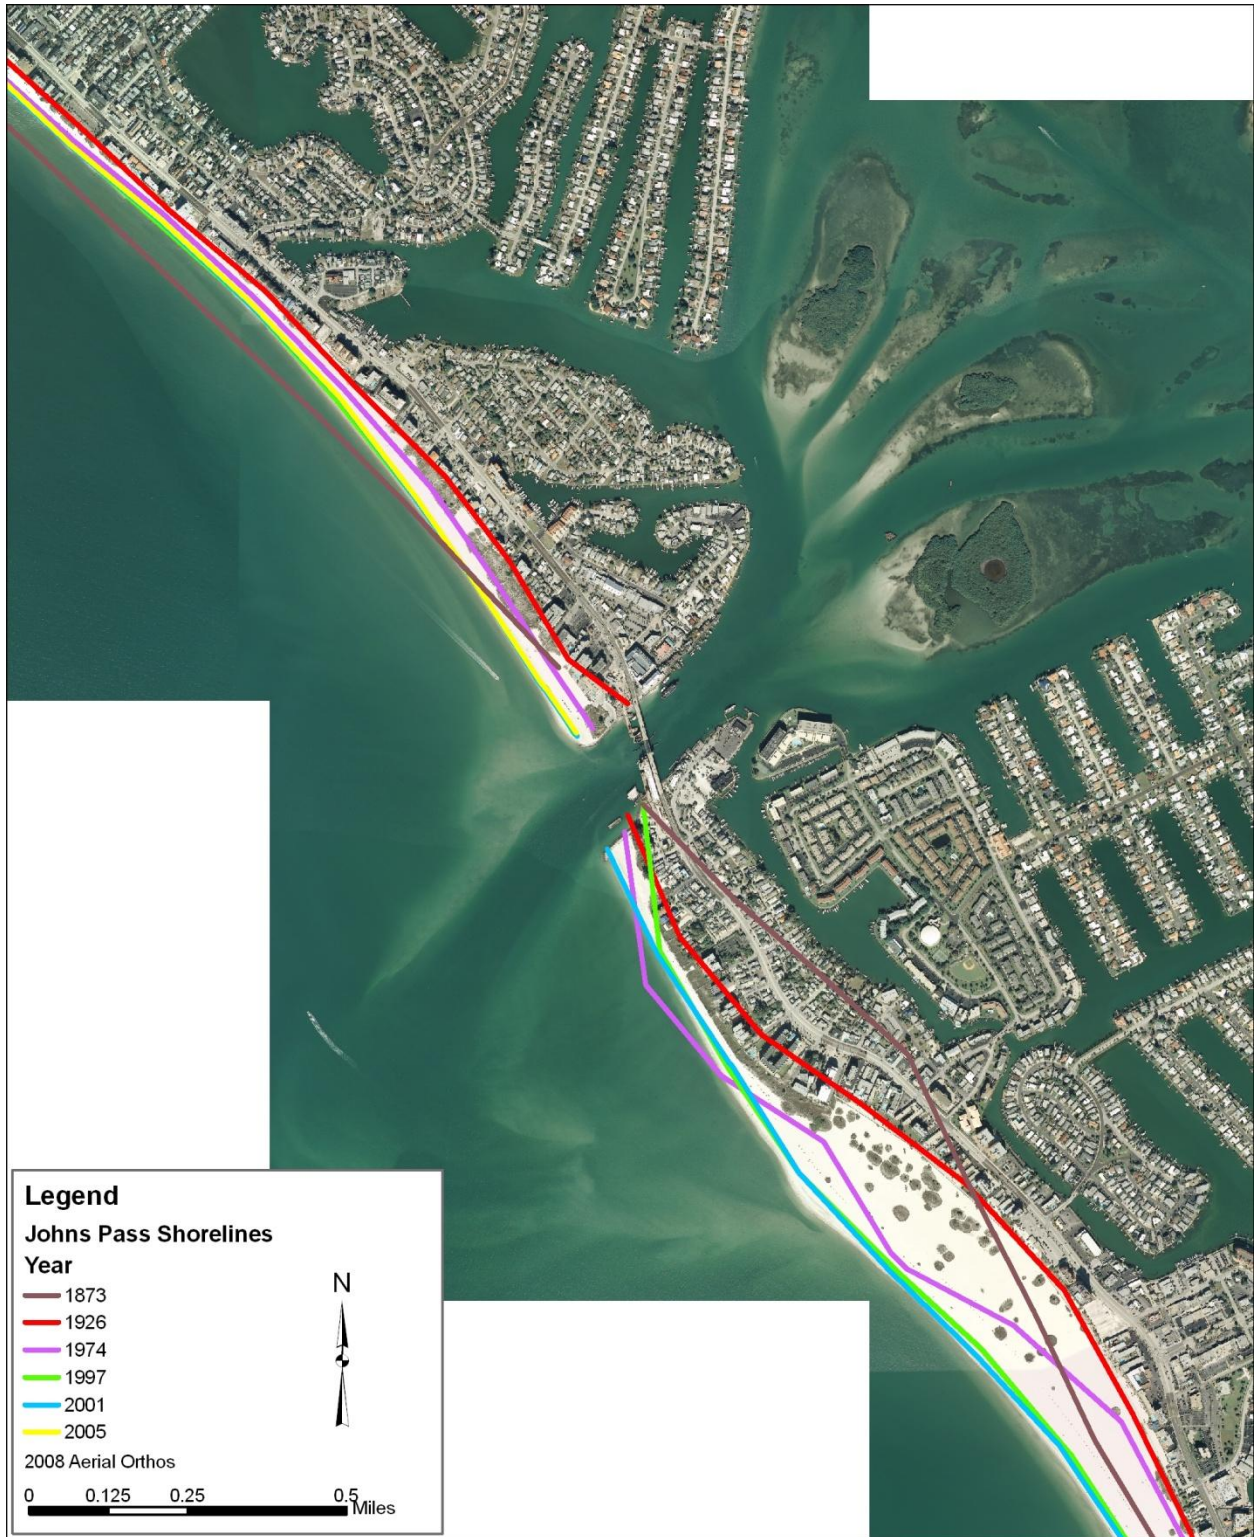 N
Legend
Johns Pass Shorelines
Year
1873
1926
1974
1997
2001
2005
2008 Aerial Orthos
0 0.125 0.25 0.5
Miles